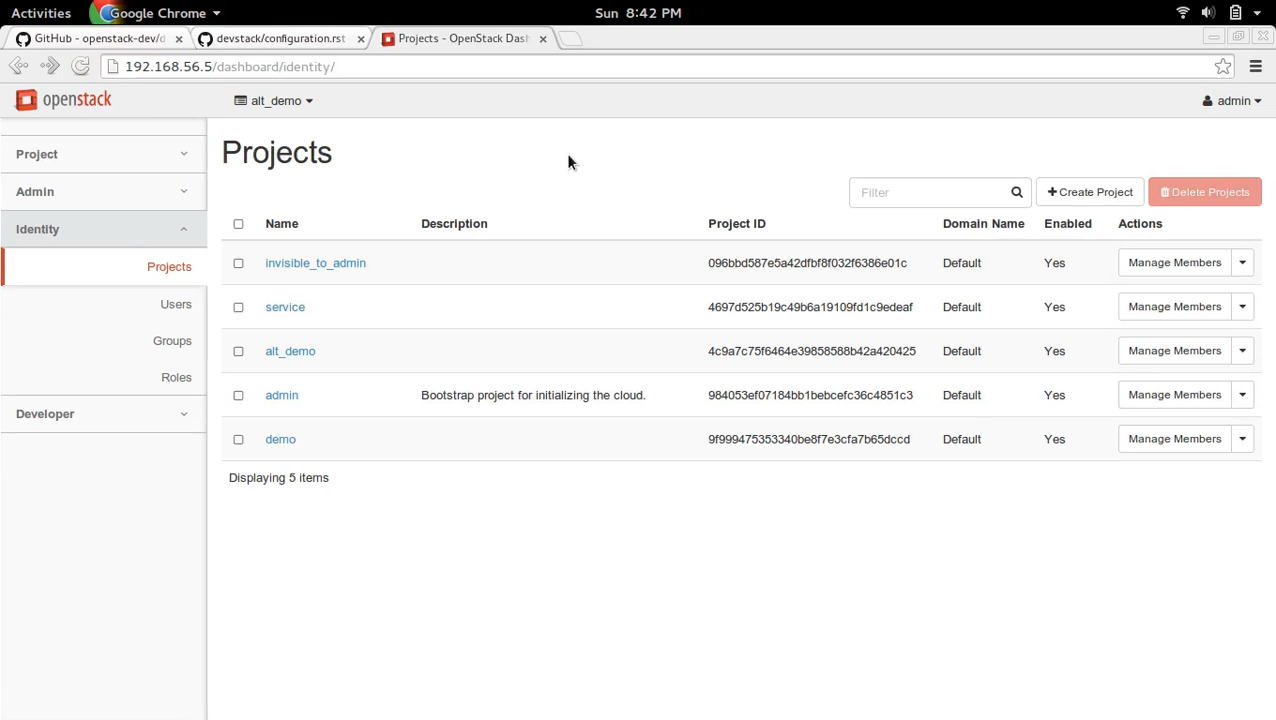 Activities Google Chrome Sun 8:42 PM
GitHub - openstack-dev/d devstack/configuration.rst Projects - OpenStack Dash
192.168.56.5/dashboard/identity/
openstack alt_demo admin
Project
Admin
Identity
Projects
Users
Groups
Roles
Developer
Projects
Filter Create Project Delete Projects
Name Description Project ID Domain Name Enabled Actions
invisible_to_admin 096bbd587e5a42dfbf8f032f6386e01c Default Yes Manage Members
service 4697d525b19c49b6a19109fd1c9edeaf Default Yes Manage Members
alt_demo 4c9a7c75f6464e39858588b42a420425 Default Yes Manage Members
admin Bootstrap project for initializing the cloud. 984053ef07184bb1bebcefc36c4851c3 Default Yes Manage Members
demo 9f999475353340be8f7e3cfa7b65dccd Default Yes Manage Members
Displaying 5 items